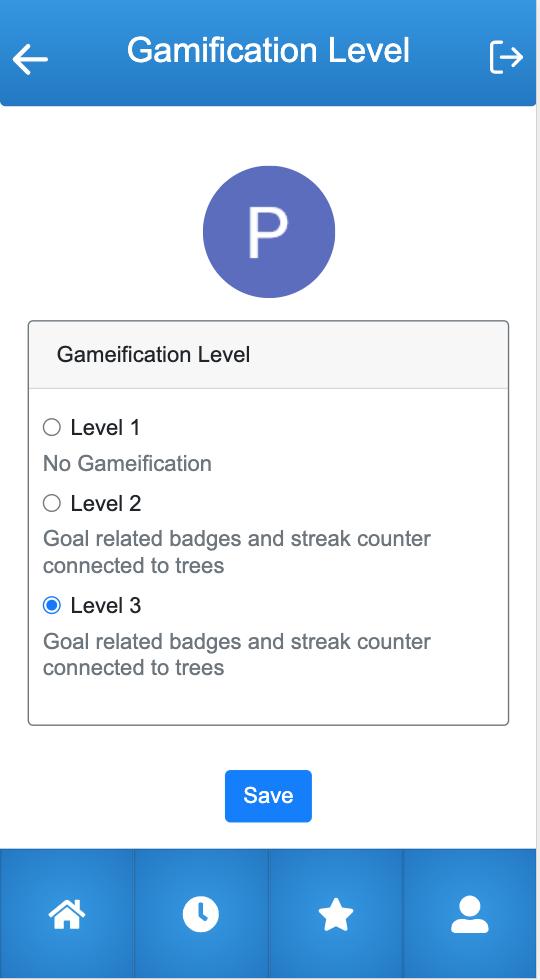 Gamification Level
P
Gameification Level
Level 1
No Gameification
Level 2
Goal related badges and streak counter
connected to trees
Level 3
Goal related badges and streak counter
connected to trees
Save